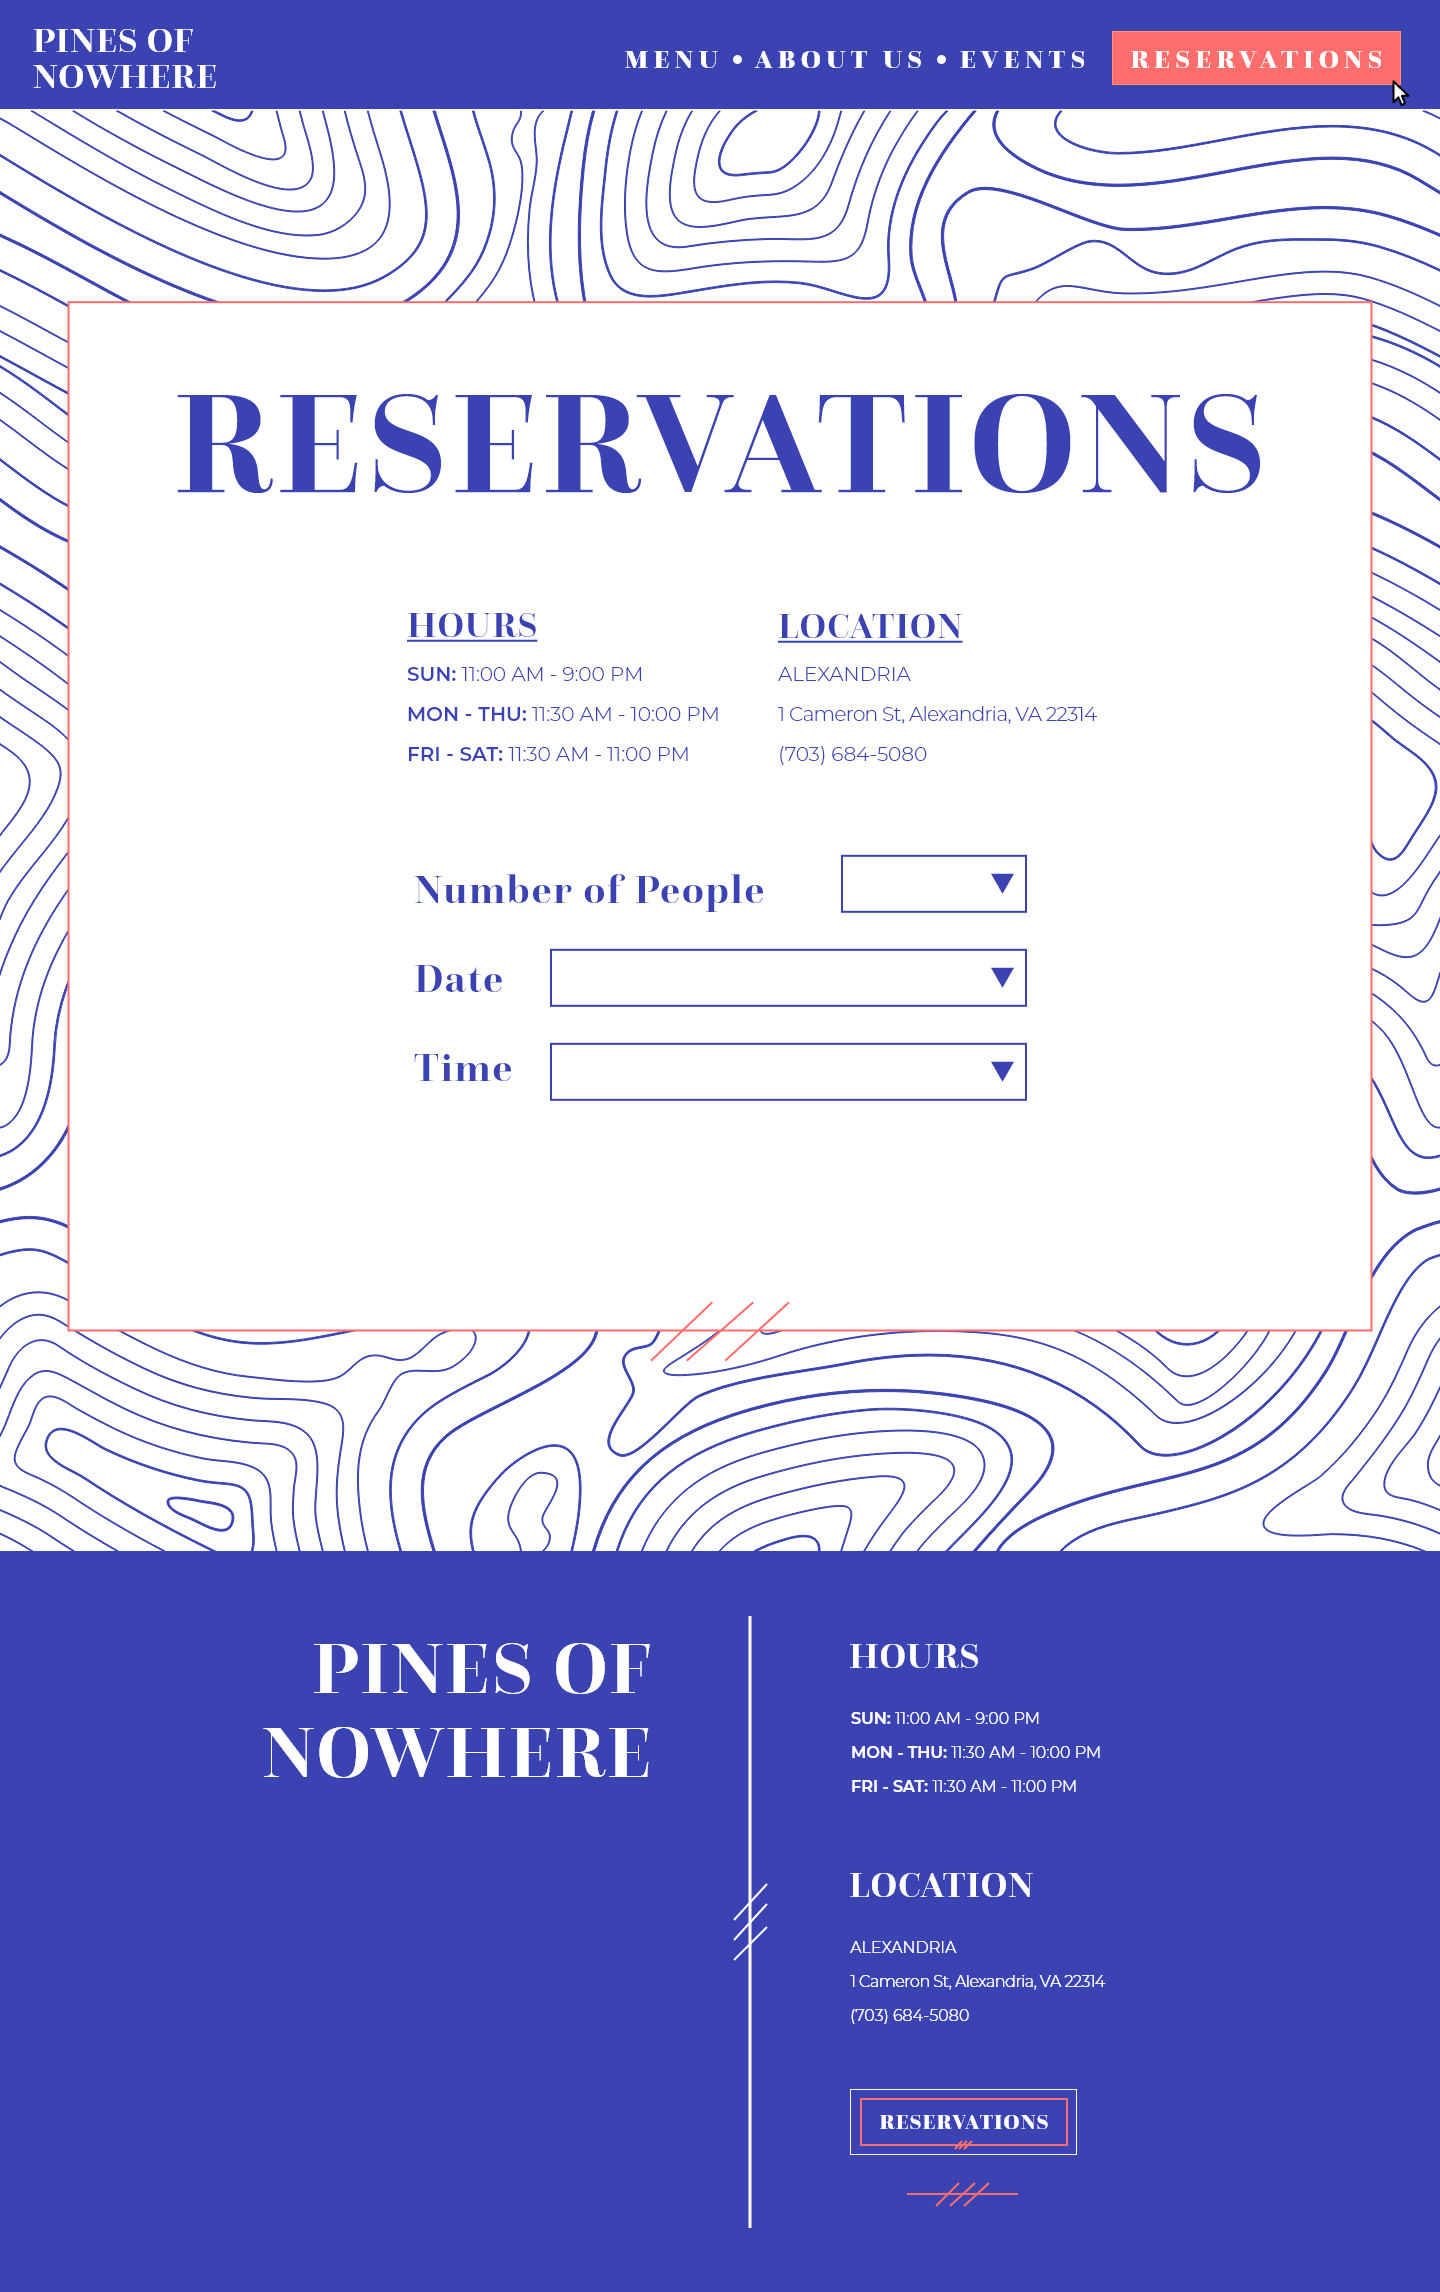 PINES OF
NOWHERE
MENU • ABOUT US • EVENTS
RESERVATIONS
RESERVATIONS
HOURS
SUN: 11:00 AM - 9:00 PM
MON - THU: 11:30 AM - 10:00 PM
FRI - SAT: 11:30 AM - 11:00 PM
LOCATION
ALEXANDRIA
1 Cameron St, Alexandria, VA 22314
(703) 684-5080
Number of People
Date
Time
PINES OF
NOWHERE
HOURS
SUN: 11:00 AM - 9:00 PM
MON - THU: 11:30 AM - 10:00 PM
FRI - SAT: 11:30 AM - 11:00 PM
LOCATION
ALEXANDRIA
1 Cameron St, Alexandria, VA 22314
(703) 684-5080
RESERVATIONS